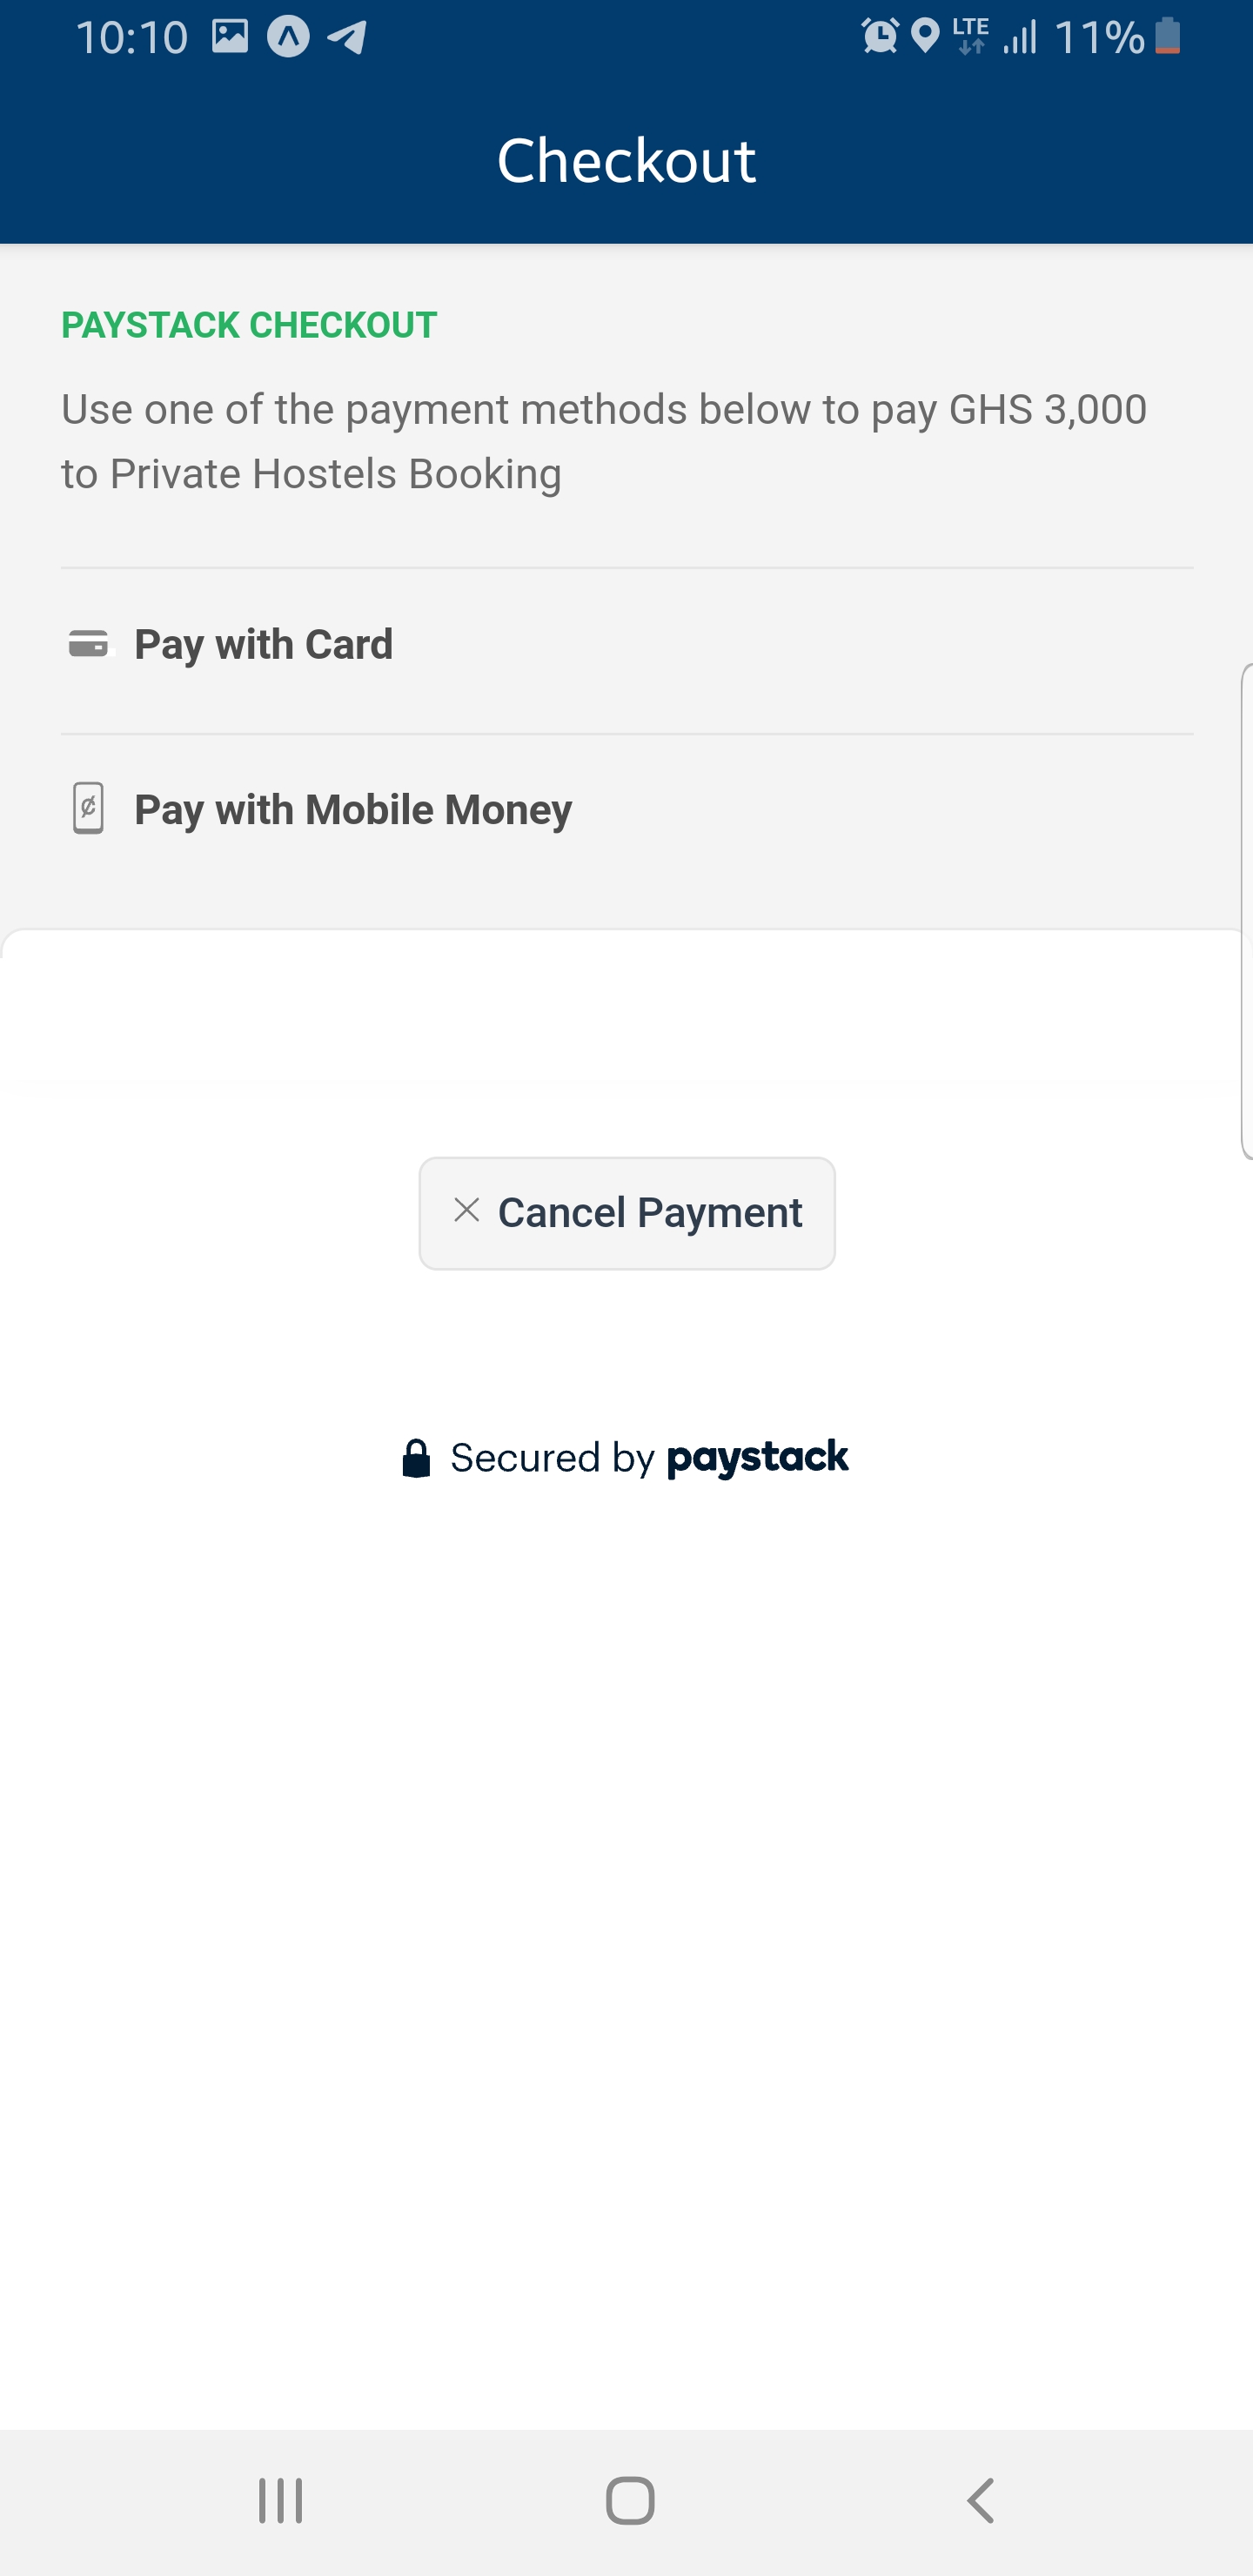 10:10 LTE 11%
Checkout
PAYSTACK CHECKOUT
Use one of the payment methods below to pay GHS 3,000
to Private Hostels Booking
Pay with Card
₵ Pay with Mobile Money
Cancel Payment
Secured by paystack